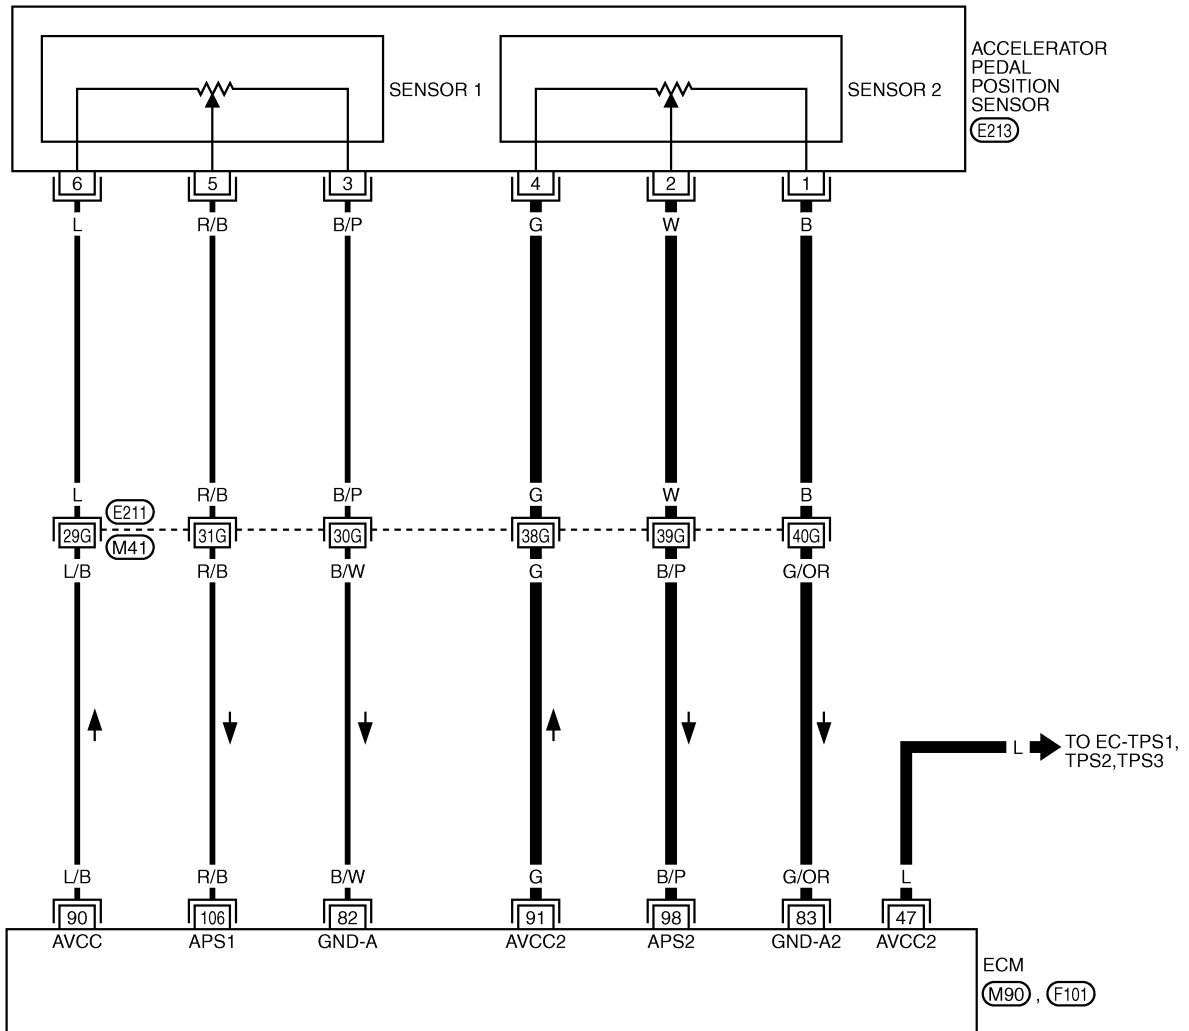 ACCELERATOR
PEDAL
POSITION
SENSOR
E213
SENSOR 1
SENSOR 2
6 5 3 4 2 1
L R/B B/P G W B
L R/B B/P G W B
E211
29G 31G 30G 38G 39G 40G
M41
L/B R/B B/W G B/P G/OR
L
TO EC-TPS1,
TPS2,TPS3
L/B R/B B/W G B/P G/OR L
90 106 82 91 98 83 47
AVCC APS1 GND-A AVCC2 APS2 GND-A2 AVCC2
ECM
M90 , F101